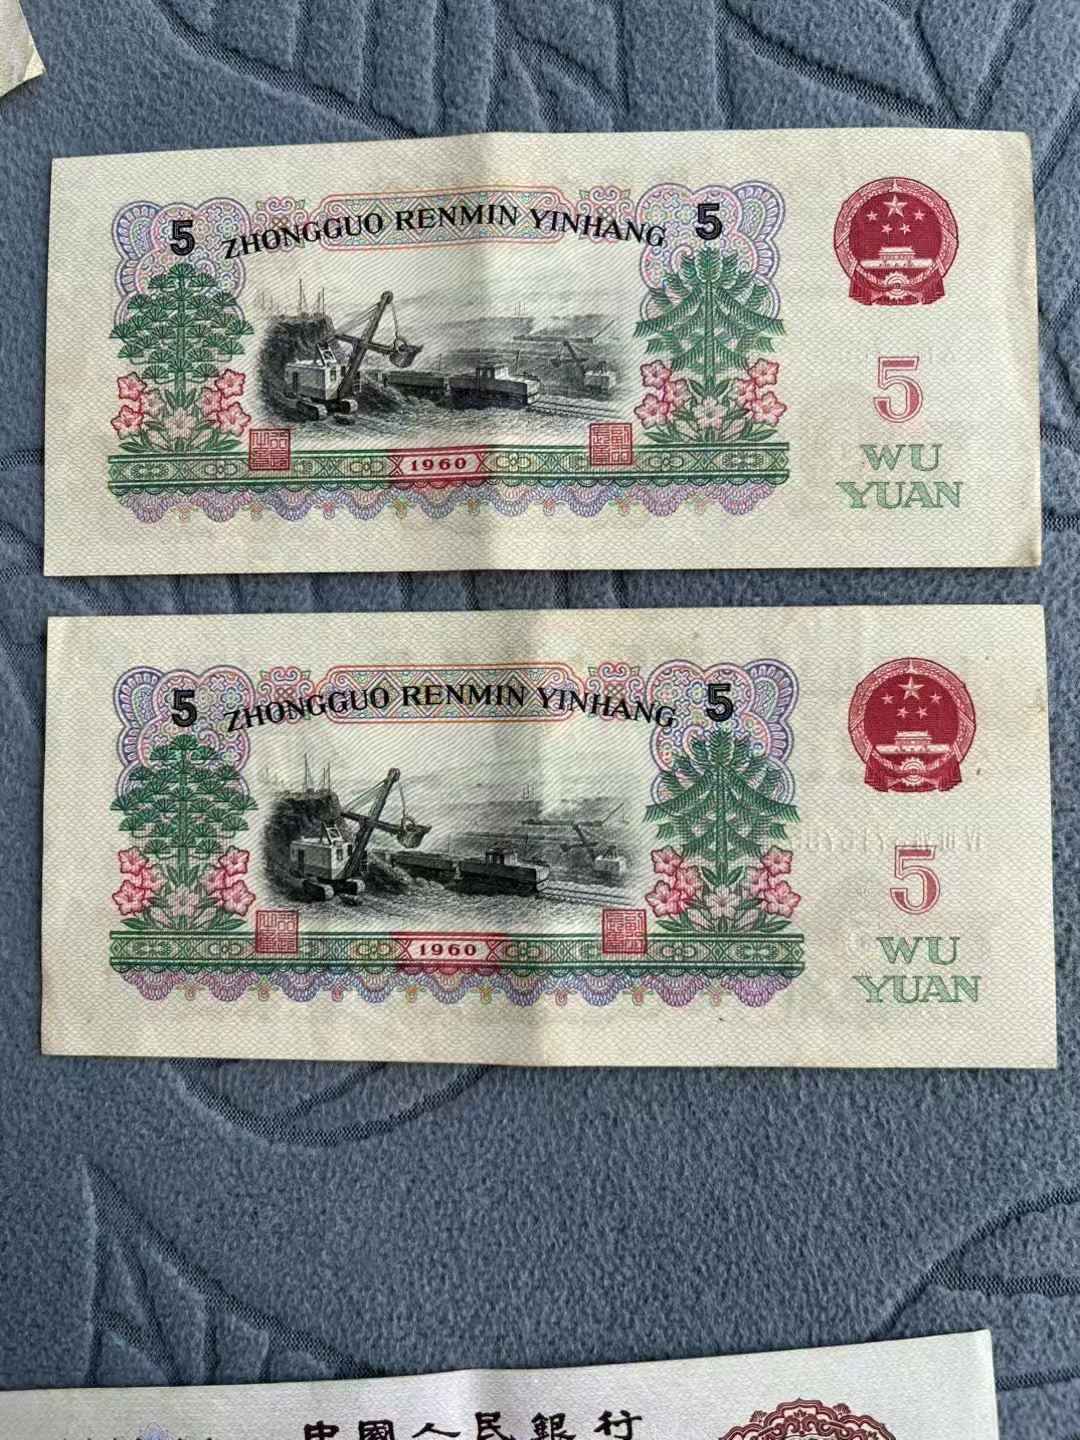 5 ZHONGGUO RENMIN YINHANG 5
5
1960
WU
YUAN
5 ZHONGGUO RENMIN YINHANG 5
5
1960
WU
YUAN
中國人民銀行